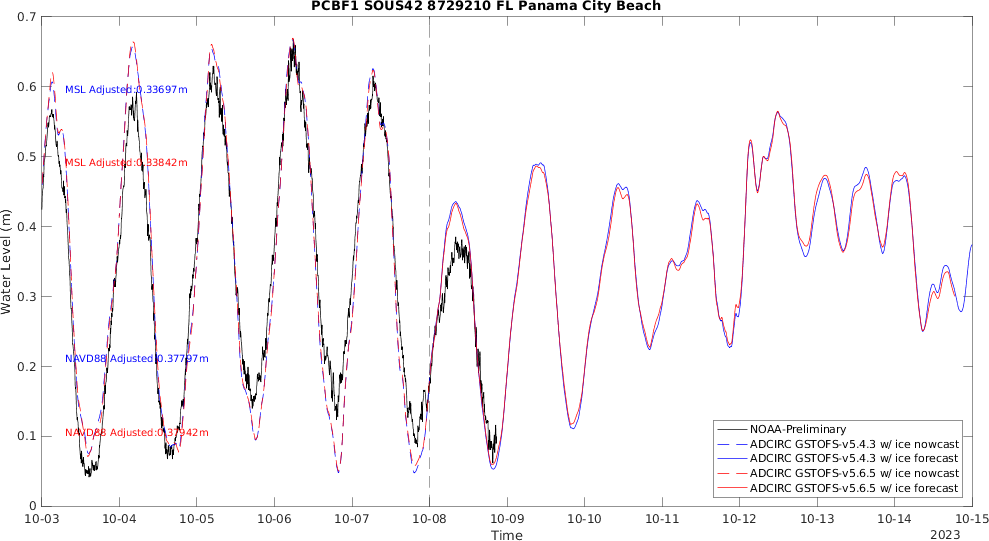 PCBF1 SOUS42 8729210 FL Panama City Beach
0.7
0.6
0.5
0.4
0.3
0.2
0.1
0
Water Level (m)
MSL Adjusted:0.33697m
MSL Adjusted:0.33842m
NAVD88 Adjusted:0.37797m
NAVD88 Adjusted:0.37942m
NOAA-Preliminary
ADCIRC GSTOFS-v5.4.3 w/ ice nowcast
ADCIRC GSTOFS-v5.4.3 w/ ice forecast
ADCIRC GSTOFS-v5.6.5 w/ ice nowcast
ADCIRC GSTOFS-v5.6.5 w/ ice forecast
10-03 10-04 10-05 10-06 10-07 10-08 10-09 10-10 10-11 10-12 10-13 10-14 10-15
Time
2023